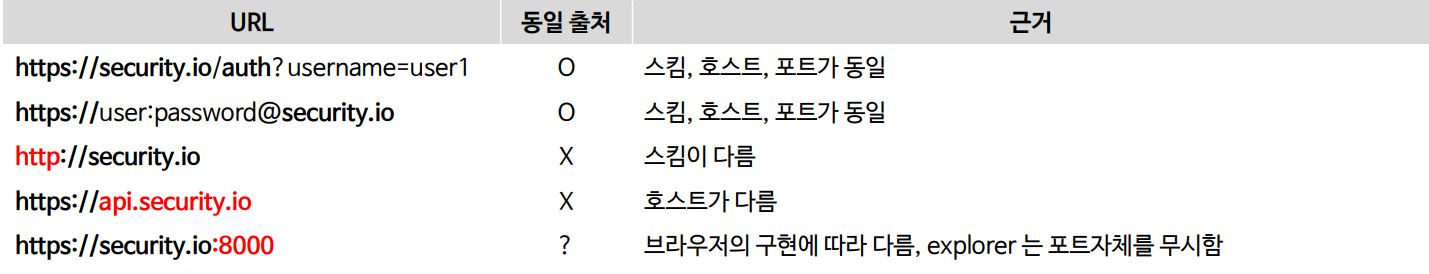 URL 동일 출처 근거
https://security.io/auth?username=user1 O 스킴, 호스트, 포트가 동일
https://user:password@security.io O 스킴, 호스트, 포트가 동일
http://security.io X 스킴이 다름
https://api.security.io X 호스트가 다름
https://security.io:8000 ? 브라우저의 구현에 따라 다름, explorer 는 포트자체를 무시함